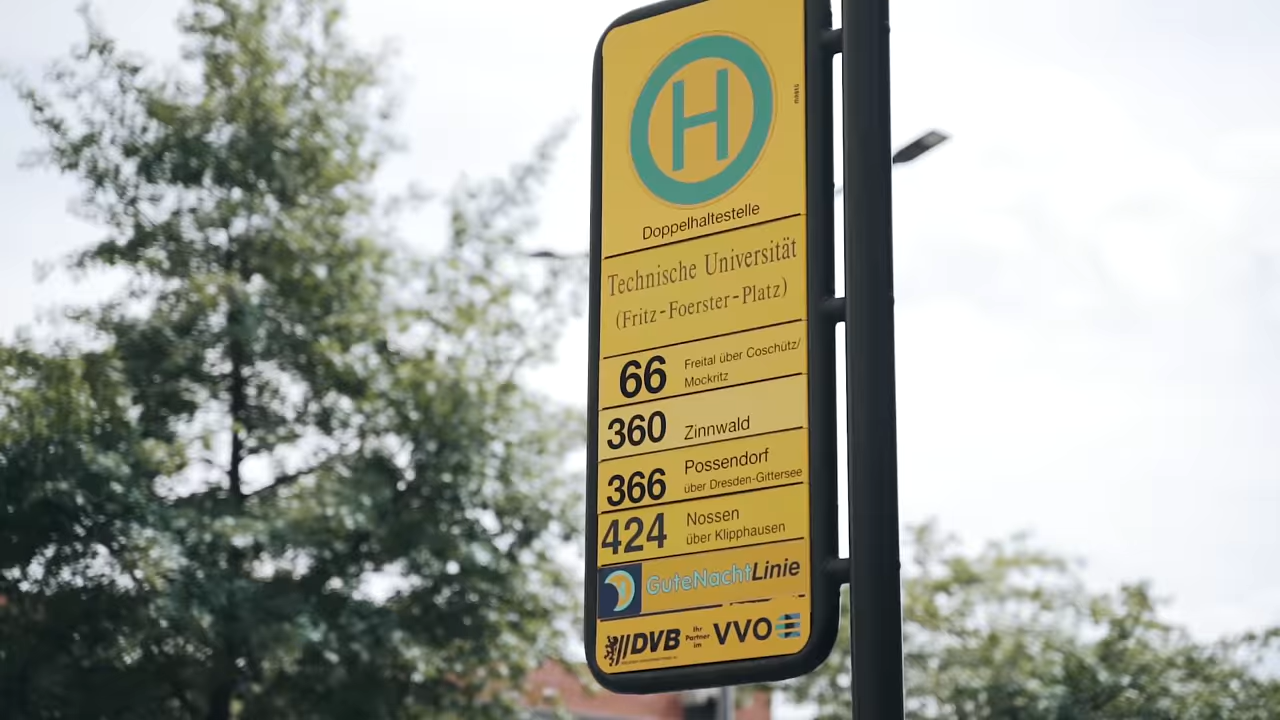 H
Doppelhaltestelle
Technische Universität
(Fritz-Foerster-Platz)
66 Freital über Coschütz/
Mockritz
360 Zinnwald
366 Possendorf
über Dresden-Gittersee
424 Nossen
über Klipphausen
GuteNachtLinie
DVB Ihr Partner im VVO